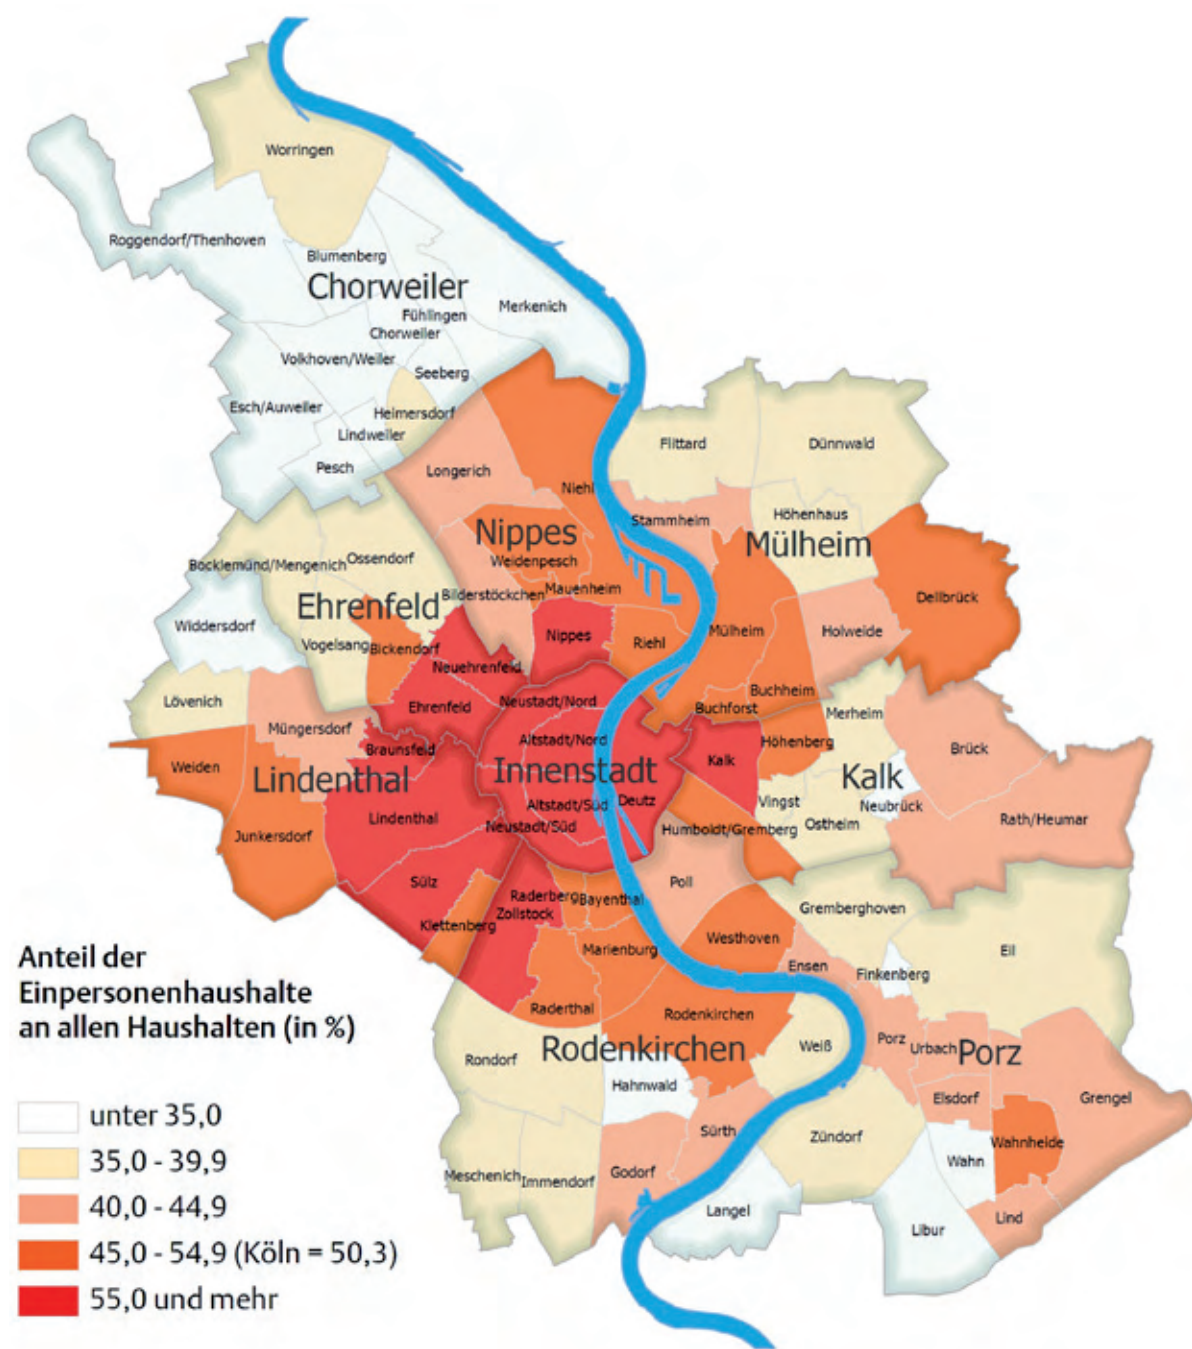 Worringen
Roggendorf/Thenhoven
Blumenberg
Chorweiler
Merkenich
Fühlingen
Chorweiler
Volkhoven/Weiler
Seeberg
Esch/Auweiler
Heimersdorf
Lindweiler
Pesch
Longerich
Flittard
Dünnwald
Niehl
Stammheim
Höhenhaus
Nippes
Mülheim
Weidenpesch
Ossendorf
Bocklemünd/Mengenich
Mauenheim
Bilderstöckchen
Dellbrück
Ehrenfeld
Widdersdorf
Nippes
Mülheim
Holweide
Vogelsang
Bickendorf
Riehl
Neuehrenfeld
Buchheim
Lövenich
Neustadt/Nord
Ehrenfeld
Buchforst
Merheim
Müngersdorf
Altstadt/Nord
Höhenberg
Braunsfeld
Brück
Kalk
Weiden
Lindenthal
Innenstadt
Kalk
Deutz
Vingst
Altstadt/Süd
Neubrück
Lindenthal
Neustadt/Süd
Humboldt/Gremberg
Ostheim
Rath/Heumar
Junkersdorf
Sülz
Poll
Raderberg
Bayenthal
Zollstock
Gremberghoven
Klettenberg
Westhoven
Marienburg
Eil
Ensen
Finkenberg
Raderthal
Rodenkirchen
Porz
Urbach
Porz
Weiß
Rodenkirchen
Rondorf
Hahnwald
Elsdorf
Grengel
Sürth
Zündorf
Wahnheide
Wahn
Meschenich
Immendorf
Godorf
Langel
Lind
Libur
Anteil der
Einpersonenhaushalte
an allen Haushalten (in %)
unter 35,0
35,0 - 39,9
40,0 - 44,9
45,0 - 54,9 (Köln = 50,3)
55,0 und mehr